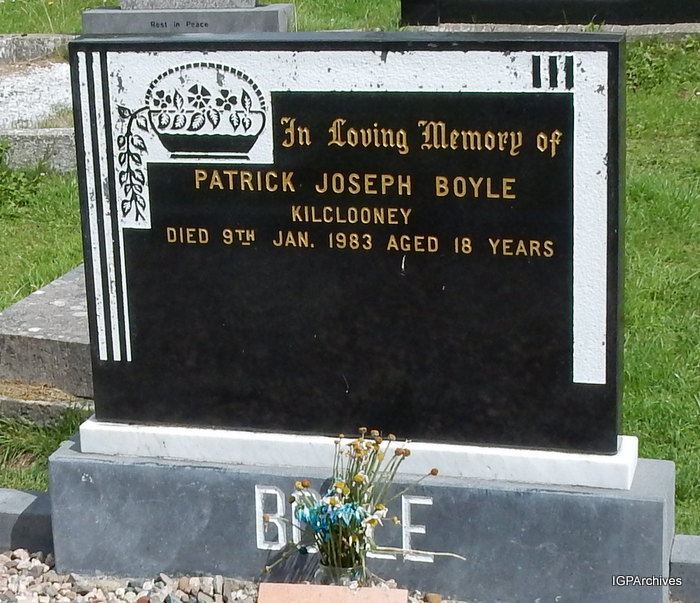 Rest in Peace
In Loving Memory of
PATRICK JOSEPH BOYLE
KILCLOONEY
DIED 9TH JAN. 1983 AGED 18 YEARS
BOYLE
IGPArchives